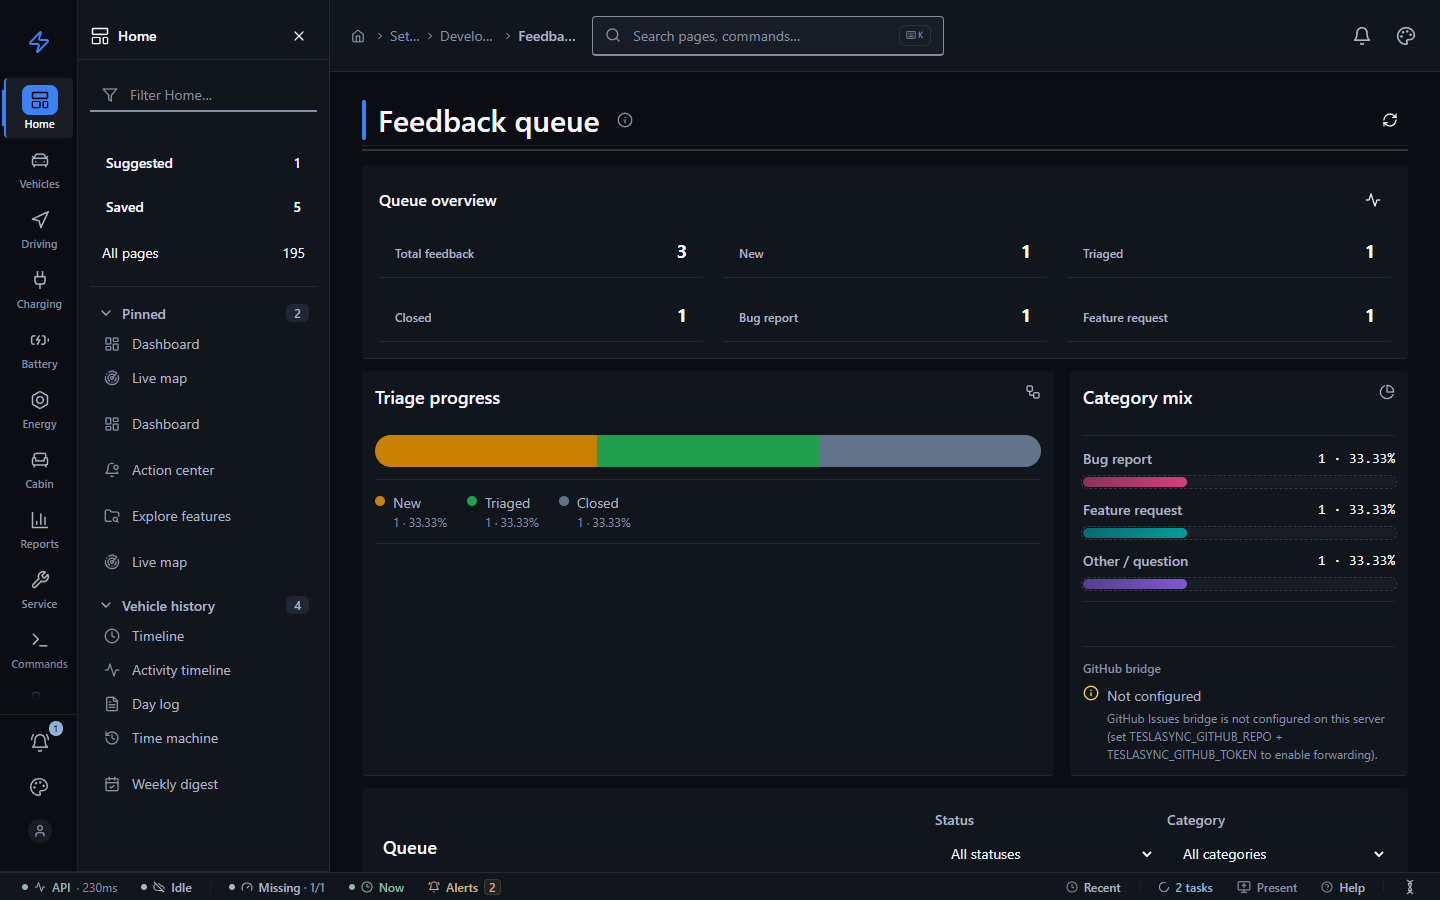 Home
Vehicles
Driving
Charging
Battery
Energy
Cabin
Reports
Service
Commands
1
Home
Filter Home...
Suggested 1
Saved 5
All pages 195
Pinned 2
Dashboard
Live map
Dashboard
Action center
Explore features
Live map
Vehicle history 4
Timeline
Activity timeline
Day log
Time machine
Weekly digest
Set... Develo... Feedba...
Search pages, commands... K
Feedback queue
Queue overview
Total feedback 3 New 1 Triaged 1
Closed 1 Bug report 1 Feature request 1
Triage progress
New Triaged Closed
1 · 33.33% 1 · 33.33% 1 · 33.33%
Category mix
Bug report 1 · 33.33%
Feature request 1 · 33.33%
Other / question 1 · 33.33%
GitHub bridge
Not configured
GitHub Issues bridge is not configured on this server
(set TESLASYNC_GITHUB_REPO +
TESLASYNC_GITHUB_TOKEN to enable forwarding).
Status Category
Queue All statuses All categories
API · 230ms Idle Missing · 1/1 Now Alerts 2 Recent 2 tasks Present Help